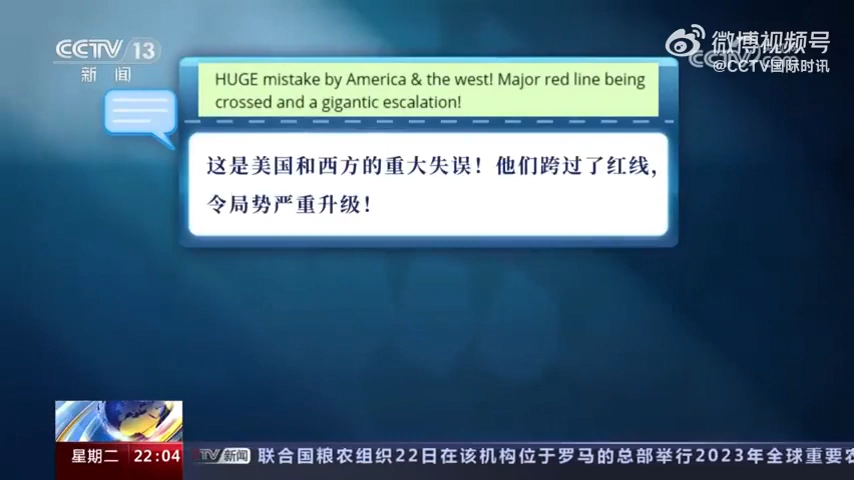 CCTV 13
新闻
微博视频号
@CCTV国际时讯
HUGE mistake by America & the west! Major red line being
crossed and a gigantic escalation!
这是美国和西方的重大失误！他们跨过了红线，
令局势严重升级！
星期二 22:04
CCTV新闻 联合国粮农组织22日在该机构位于罗马的总部举行2023年全球重要农